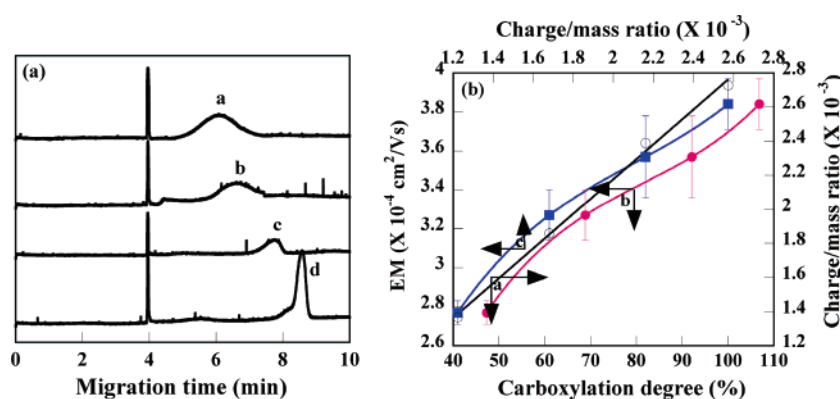 (a)
a
b
c
d
0 2 4 6 8 10
Migration time (min)
Charge/mass ratio (X 10⁻³)
1.2 1.4 1.6 1.8 2 2.2 2.4 2.6 2.8
(b)
EM (X 10⁻⁴ cm²/Vs)
4
3.8
3.6
3.4
3.2
3
2.8
2.6
c
b
a
2.8
2.6
2.4
2.2
2
1.8
1.6
1.4
1.2
Charge/mass ratio (X 10⁻³)
40 50 60 70 80 90 100 110
Carboxylation degree (%)